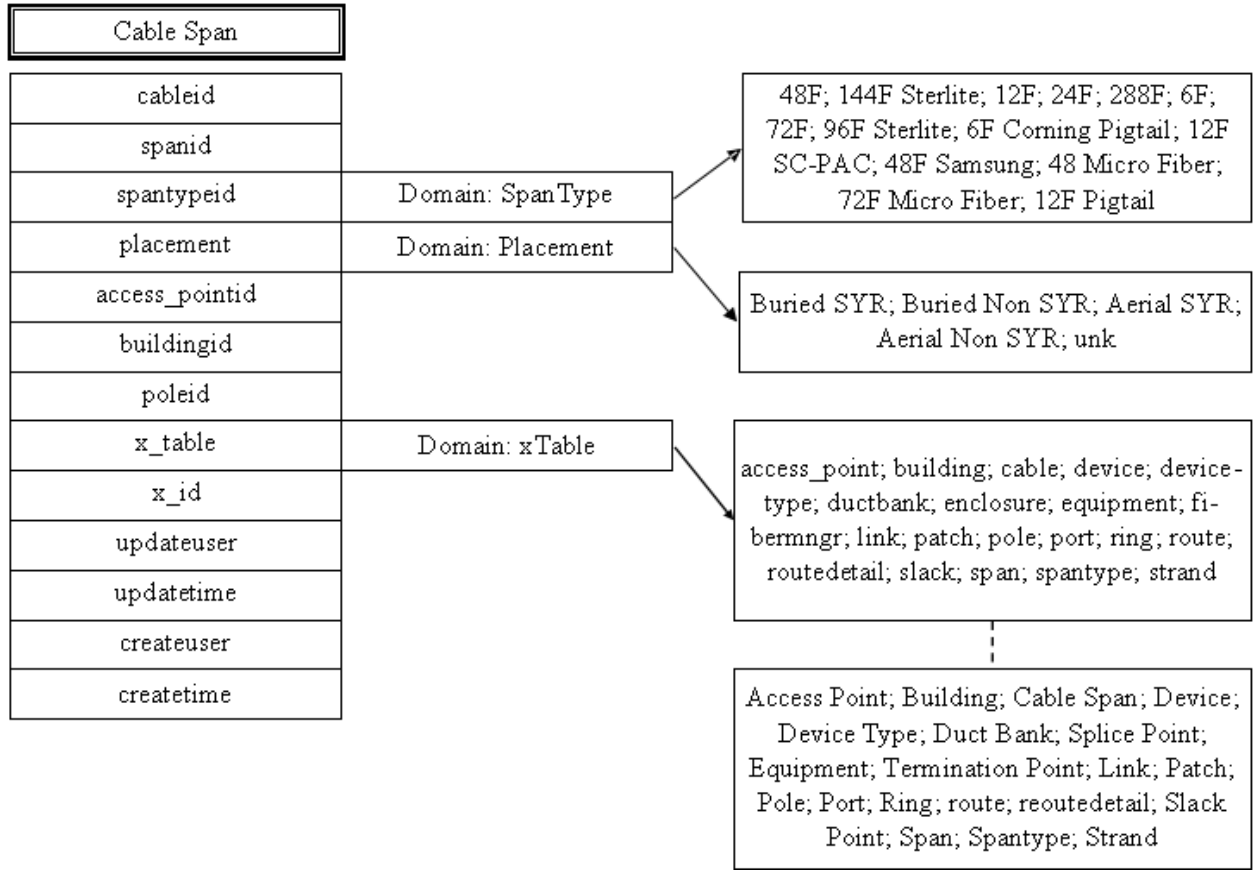 Cable Span
cableid
spanid
spantypeid
Domain: SpanType
placement
Domain: Placement
access_pointid
buildingid
poleid
x_table
Domain: xTable
x_id
updateuser
updatetime
createuser
createtime
48F; 144F Sterlite; 12F; 24F; 288F; 6F;
72F; 96F Sterlite; 6F Corning Pigtail; 12F
SC-PAC; 48F Samsung; 48 Micro Fiber;
72F Micro Fiber; 12F Pigtail
Buried SYR; Buried Non SYR; Aerial SYR;
Aerial Non SYR; unk
access_point; building; cable; device; device-
type; ductbank; enclosure; equipment; fi-
bermngr; link; patch; pole; port; ring; route;
routedetail; slack; span; spantype; strand
Access Point; Building; Cable Span; Device;
Device Type; Duct Bank; Splice Point;
Equipment; Termination Point; Link; Patch;
Pole; Port; Ring; route; reoutedetail; Slack
Point; Span; Spantype; Strand